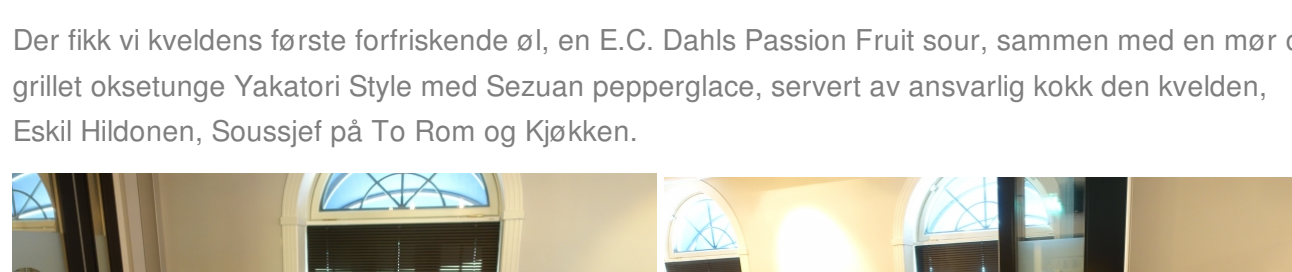 Der fikk vi kveldens første forfriskende øl, en E.C. Dahls Passion Fruit sour, sammen med en mør
grillet oksetunge Yakatori Style med Sezuan pepperglace, servert av ansvarlig kokk den kvelden,
Eskil Hildonen, Soussjef på To Rom og Kjøkken.